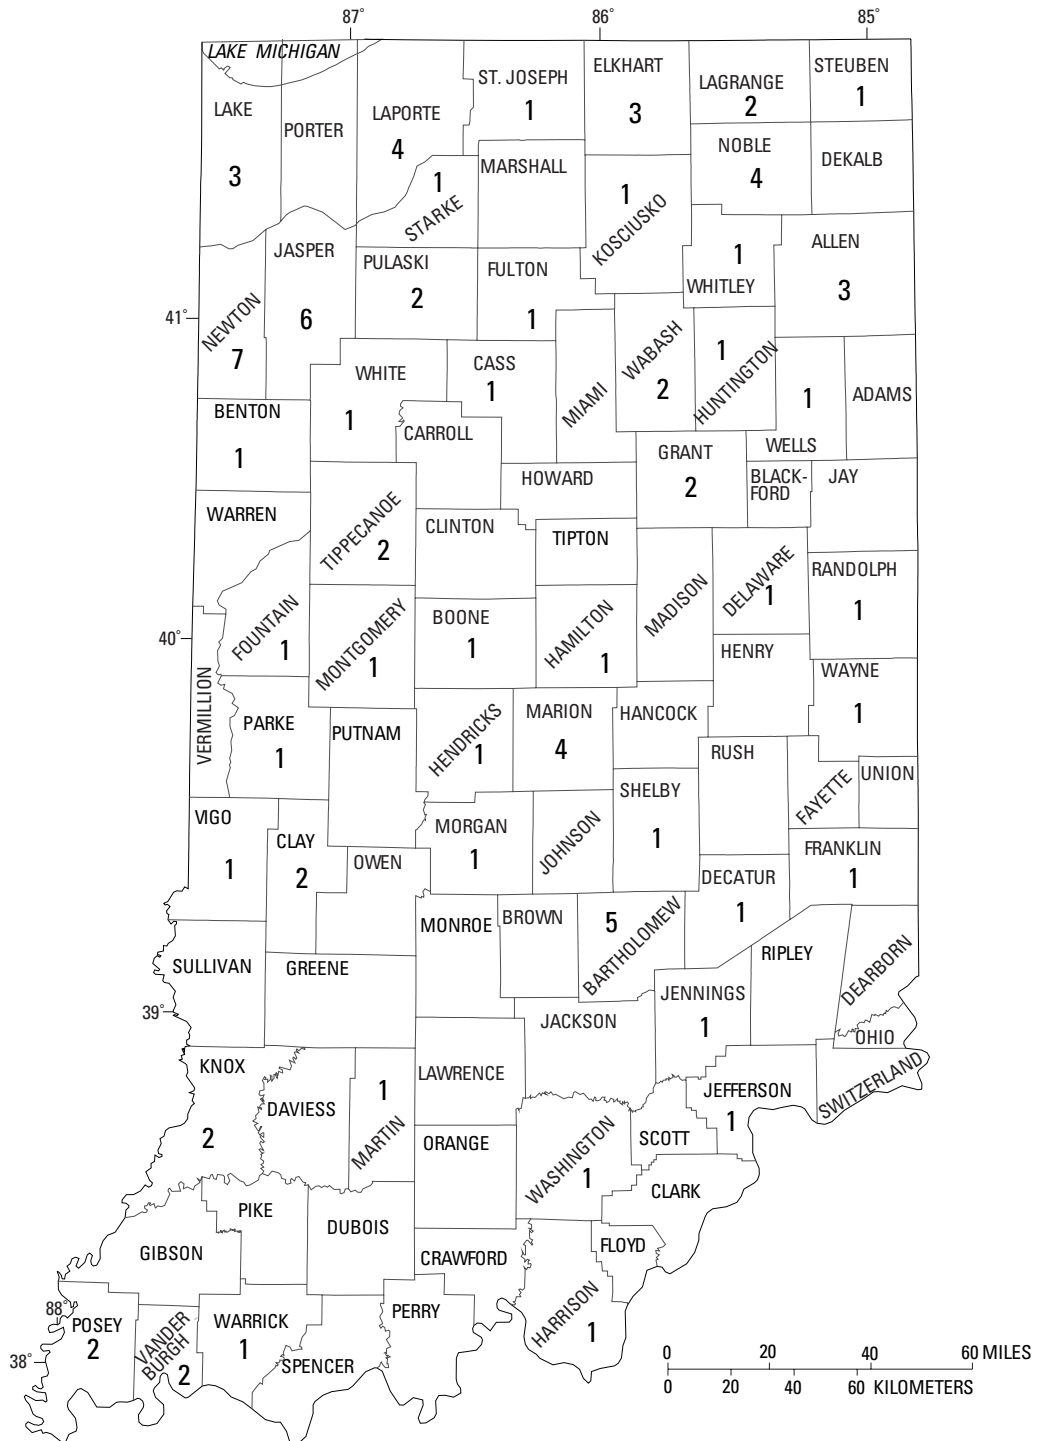 87° 86° 85°
LAKE MICHIGAN
ST. JOSEPH
1
ELKHART
3
LAGRANGE
2
STEUBEN
1
LAKE
3
PORTER
LAPORTE
4
1
STARKE
MARSHALL
1
KOSCIUSKO
NOBLE
4
DEKALB
JASPER
6
PULASKI
2
FULTON
1
1
WHITLEY
ALLEN
3
41°
NEWTON
7
WHITE
1
CASS
1
MIAMI
WABASH
2
1
HUNTINGTON
1
WELLS
ADAMS
BENTON
1
CARROLL
HOWARD
GRANT
2
BLACK-
FORD
JAY
WARREN
TIPPECANOE
2
CLINTON
TIPTON
MADISON
DELAWARE
1
RANDOLPH
1
40°
FOUNTAIN
1
MONTGOMERY
1
BOONE
1
HAMILTON
1
HENRY
WAYNE
1
VERMILLION
PARKE
1
PUTNAM
HENDRICKS
1
MARION
4
HANCOCK
RUSH
FAYETTE
UNION
VIGO
1
CLAY
2
OWEN
MORGAN
1
JOHNSON
SHELBY
1
FRANKLIN
1
DECATUR
1
MONROE
BROWN
5
BARTHOLOMEW
RIPLEY
DEARBORN
SULLIVAN
GREENE
39°
JACKSON
JENNINGS
1
OHIO
KNOX
2
DAVIESS
1
MARTIN
LAWRENCE
JEFFERSON
1
SWITZERLAND
ORANGE
WASHINGTON
1
SCOTT
CLARK
PIKE
DUBOIS
GIBSON
CRAWFORD
FLOYD
HARRISON
1
88°
POSEY
2
VANDER
BURGH
2
WARRICK
1
SPENCER
PERRY
38°
0 20 40 60 MILES
0 20 40 60 KILOMETERS